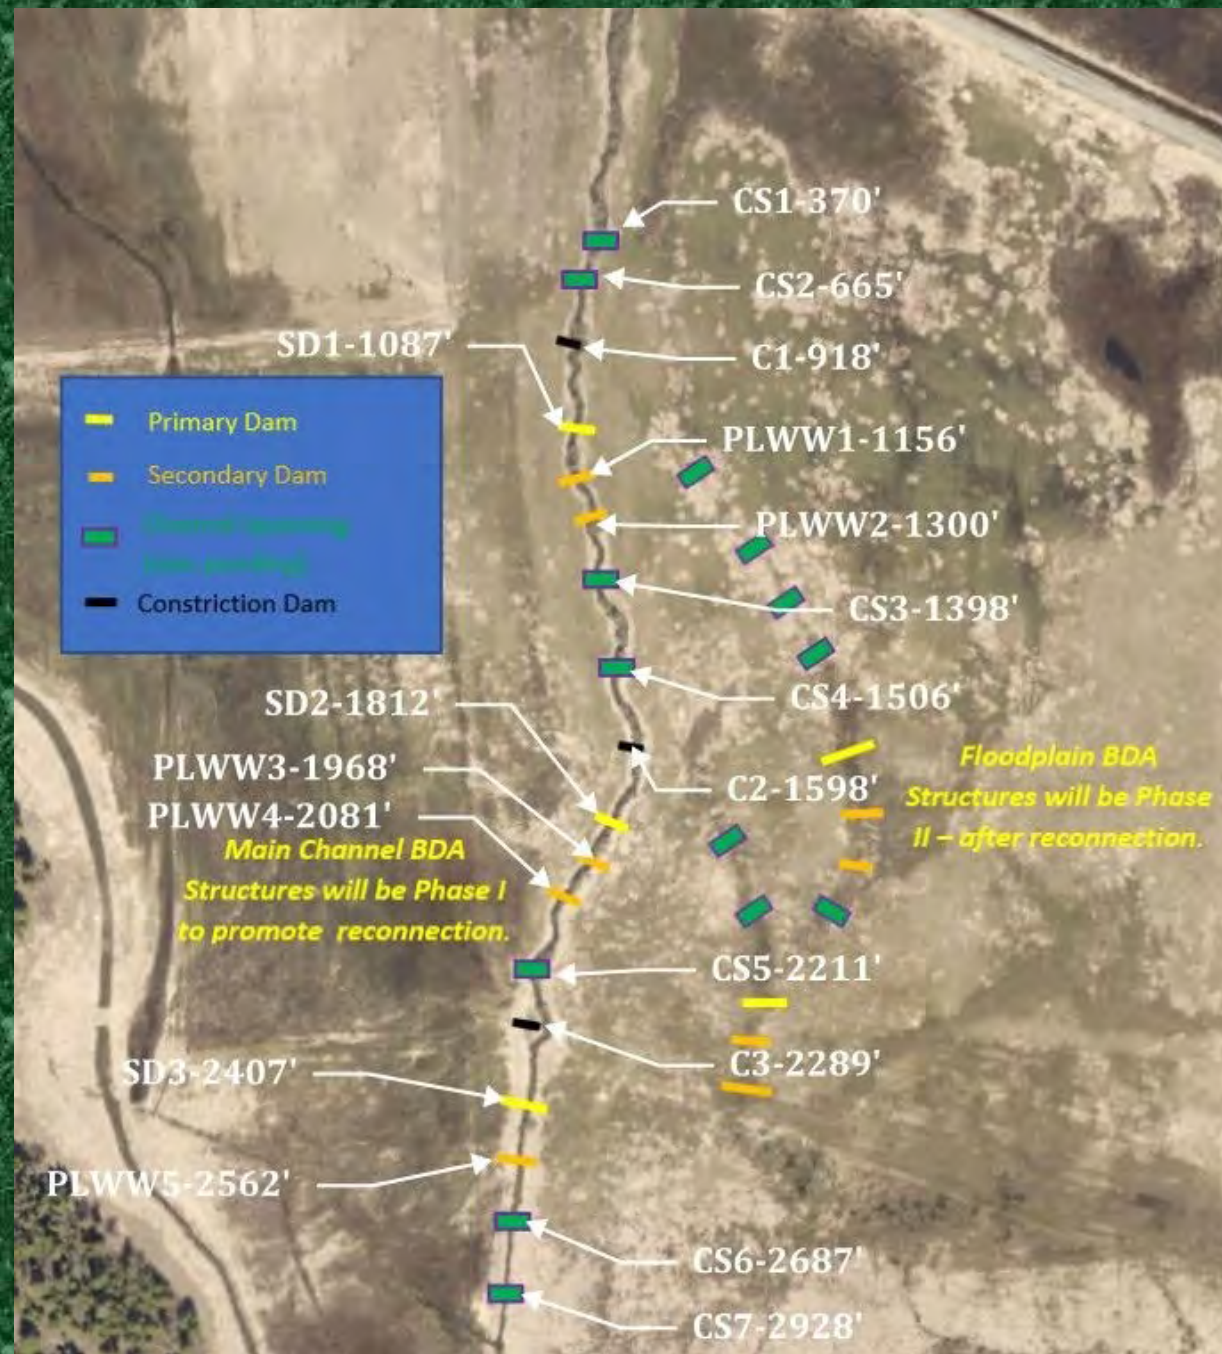 CS1-370'
CS2-665'
SD1-1087'
C1-918'
Primary Dam
PLWW1-1156'
Secondary Dam
PLWW2-1300'
Constriction Dam
CS3-1398'
SD2-1812'
CS4-1506'
PLWW3-1968'
C2-1598'
PLWW4-2081'
Main Channel BDA
Structures will be Phase I
to promote reconnection.
Floodplain BDA
Structures will be Phase
II – after reconnection.
CS5-2211'
C3-2289'
SD3-2407'
PLWW5-2562'
CS6-2687'
CS7-2928'